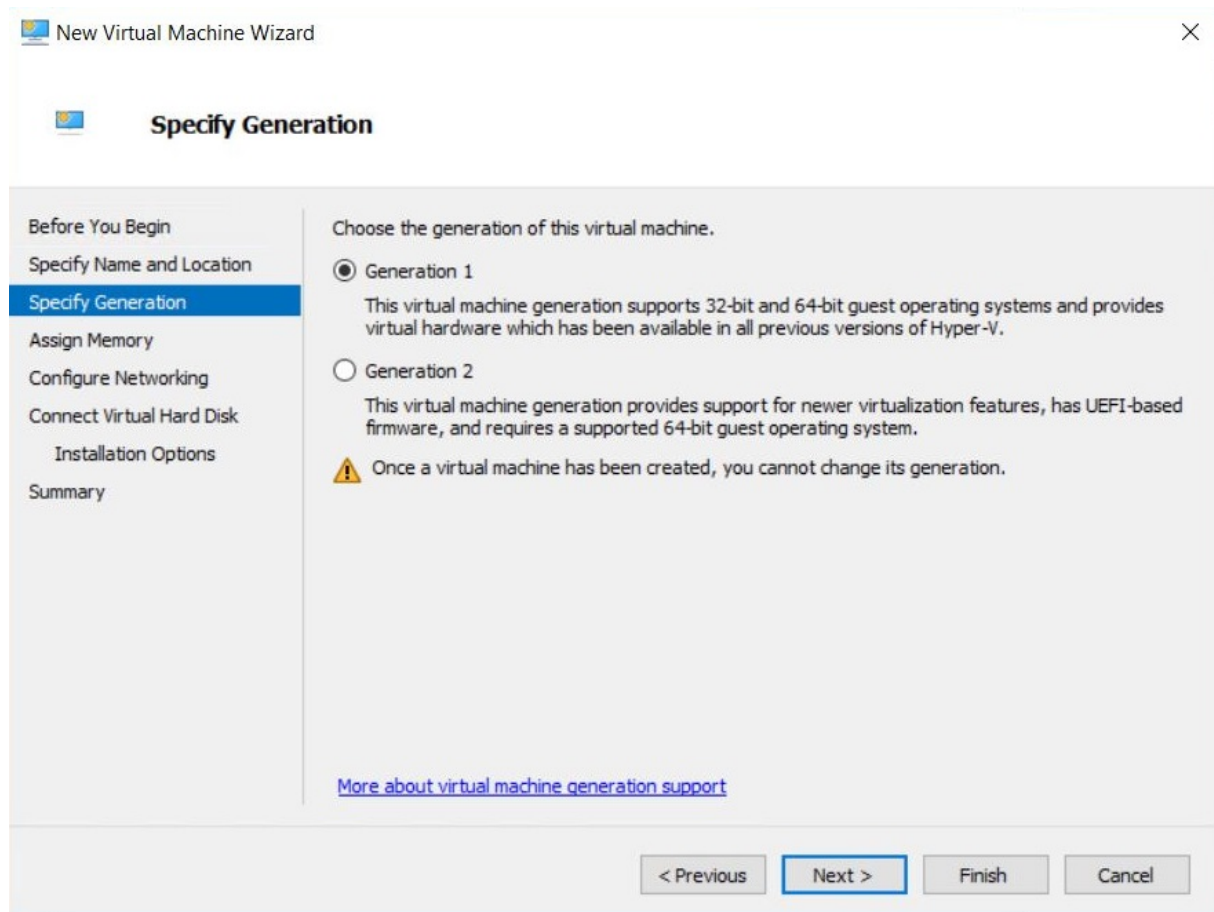 New Virtual Machine Wizard
Specify Generation
Before You Begin
Specify Name and Location
Specify Generation
Assign Memory
Configure Networking
Connect Virtual Hard Disk
Installation Options
Summary
Choose the generation of this virtual machine.
Generation 1
This virtual machine generation supports 32-bit and 64-bit guest operating systems and provides
virtual hardware which has been available in all previous versions of Hyper-V.
Generation 2
This virtual machine generation provides support for newer virtualization features, has UEFI-based
firmware, and requires a supported 64-bit guest operating system.
Once a virtual machine has been created, you cannot change its generation.
More about virtual machine generation support
< Previous
Next >
Finish
Cancel